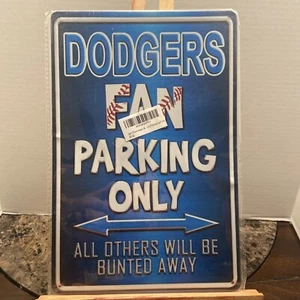 DODGERS
FAN
PARKING
ONLY
ALL OTHERS WILL BE
BUNTED AWAY